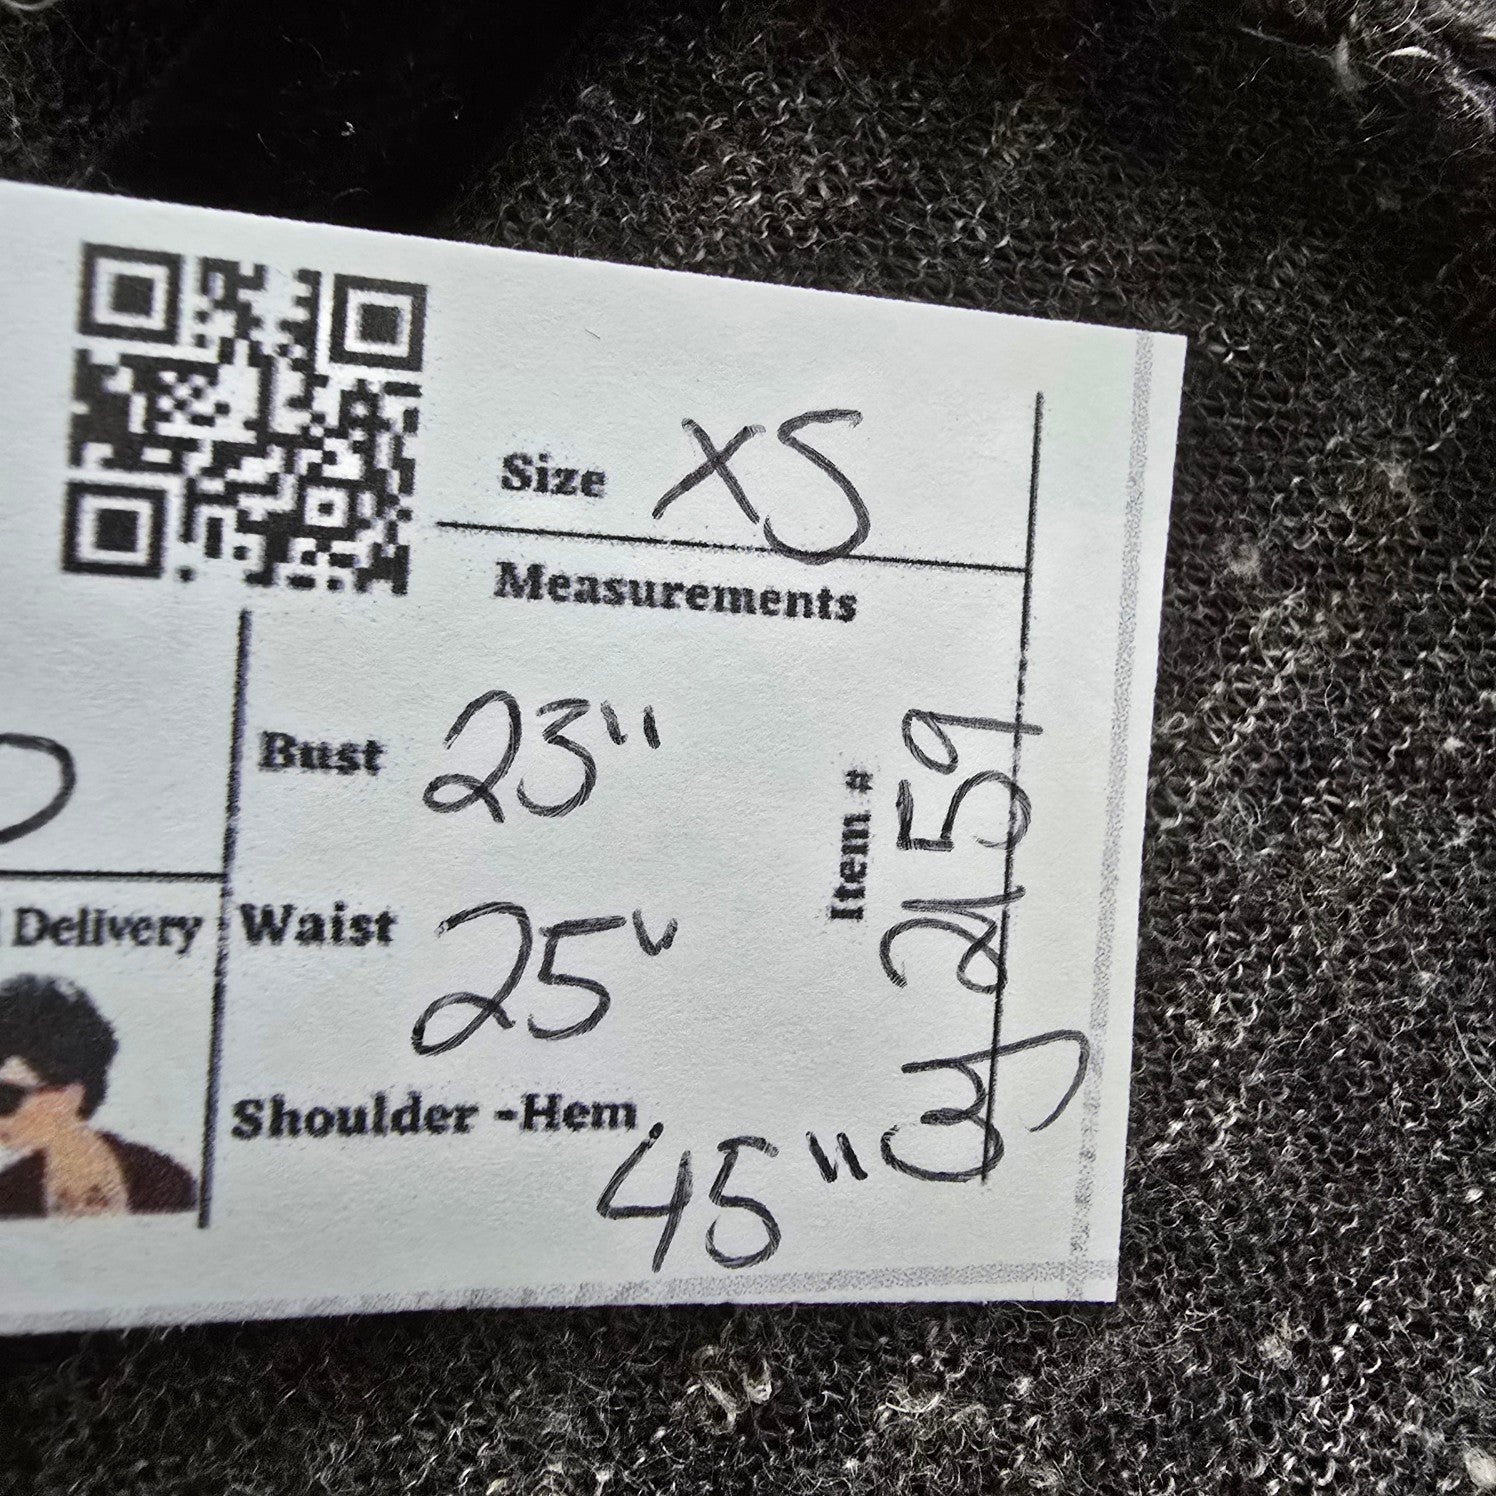 Size XS
Measurements
Bust 23"
Delivery
Waist 25"
Shoulder -Hem
45"
Item #